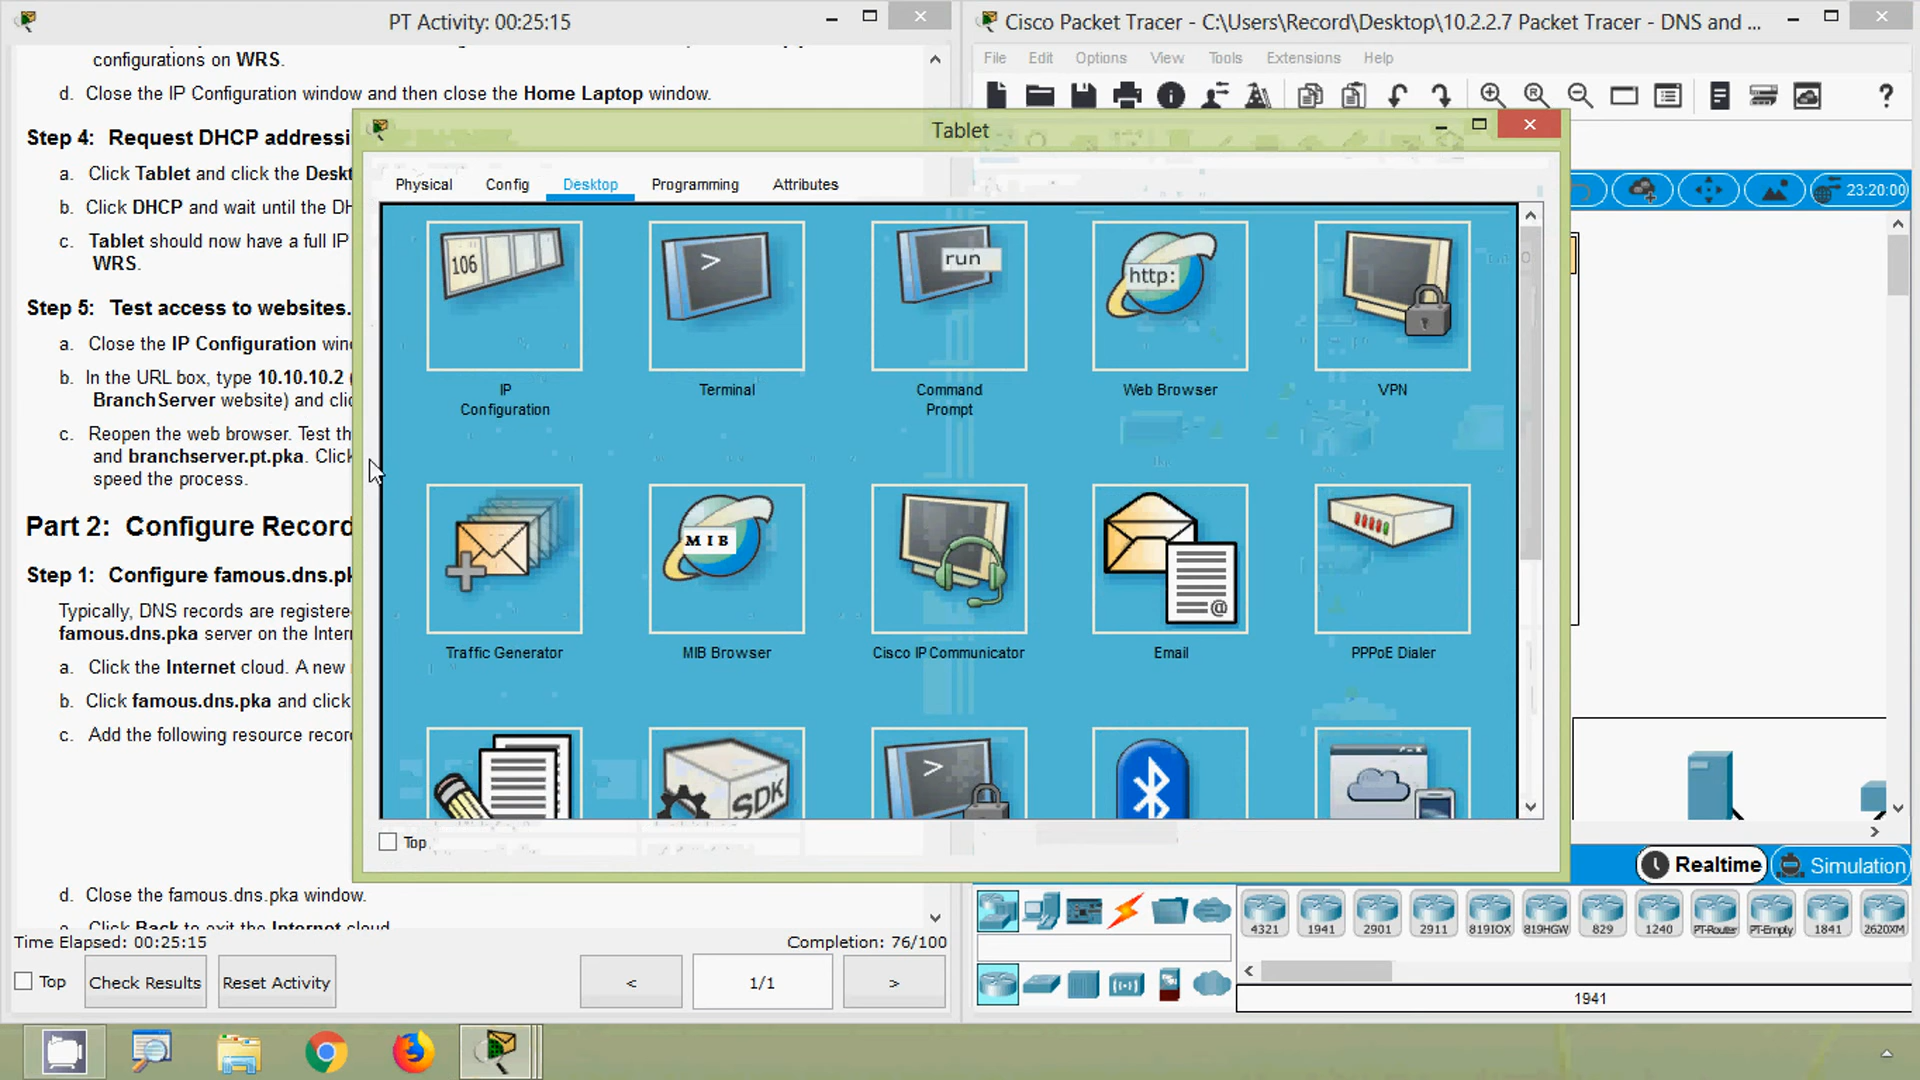 PT Activity: 00:25:15
configurations on WRS.
d. Close the IP Configuration window and then close the Home Laptop window.
Step 4: Request DHCP addressi
a. Click Tablet and click the Deskt
b. Click DHCP and wait until the DH
c. Tablet should now have a full IP
WRS.
Step 5: Test access to websites.
a. Close the IP Configuration win
b. In the URL box, type 10.10.10.2
BranchServer website) and clic
c. Reopen the web browser. Test th
and branchserver.pt.pka. Click
speed the process.
Part 2: Configure Record
Step 1: Configure famous.dns.pk
Typically, DNS records are registere
famous.dns.pka server on the Inter
a. Click the Internet cloud. A new
b. Click famous.dns.pka and click
c. Add the following resource recor
d. Close the famous.dns.pka window.
e. Click Back to exit the Internet cloud
Time Elapsed: 00:25:15
Completion: 76/100
Top
Check Results
Reset Activity
<
1/1
>
Cisco Packet Tracer - C:\Users\Record\Desktop\10.2.2.7 Packet Tracer - DNS and ...
File Edit Options View Tools Extensions Help
23:20:00
Tablet
Physical Config Desktop Programming Attributes
106
>
run
http:
IP
Configuration
Terminal
Command
Prompt
Web Browser
VPN
MIB
@
Traffic Generator
MIB Browser
Cisco IP Communicator
Email
PPPoE Dialer
SDK
>
Top
Realtime
Simulation
4321 1941 2901 2911 819IOX 819HGW 829 1240 PT-Router PT-Empty 1841 2620XM
1941